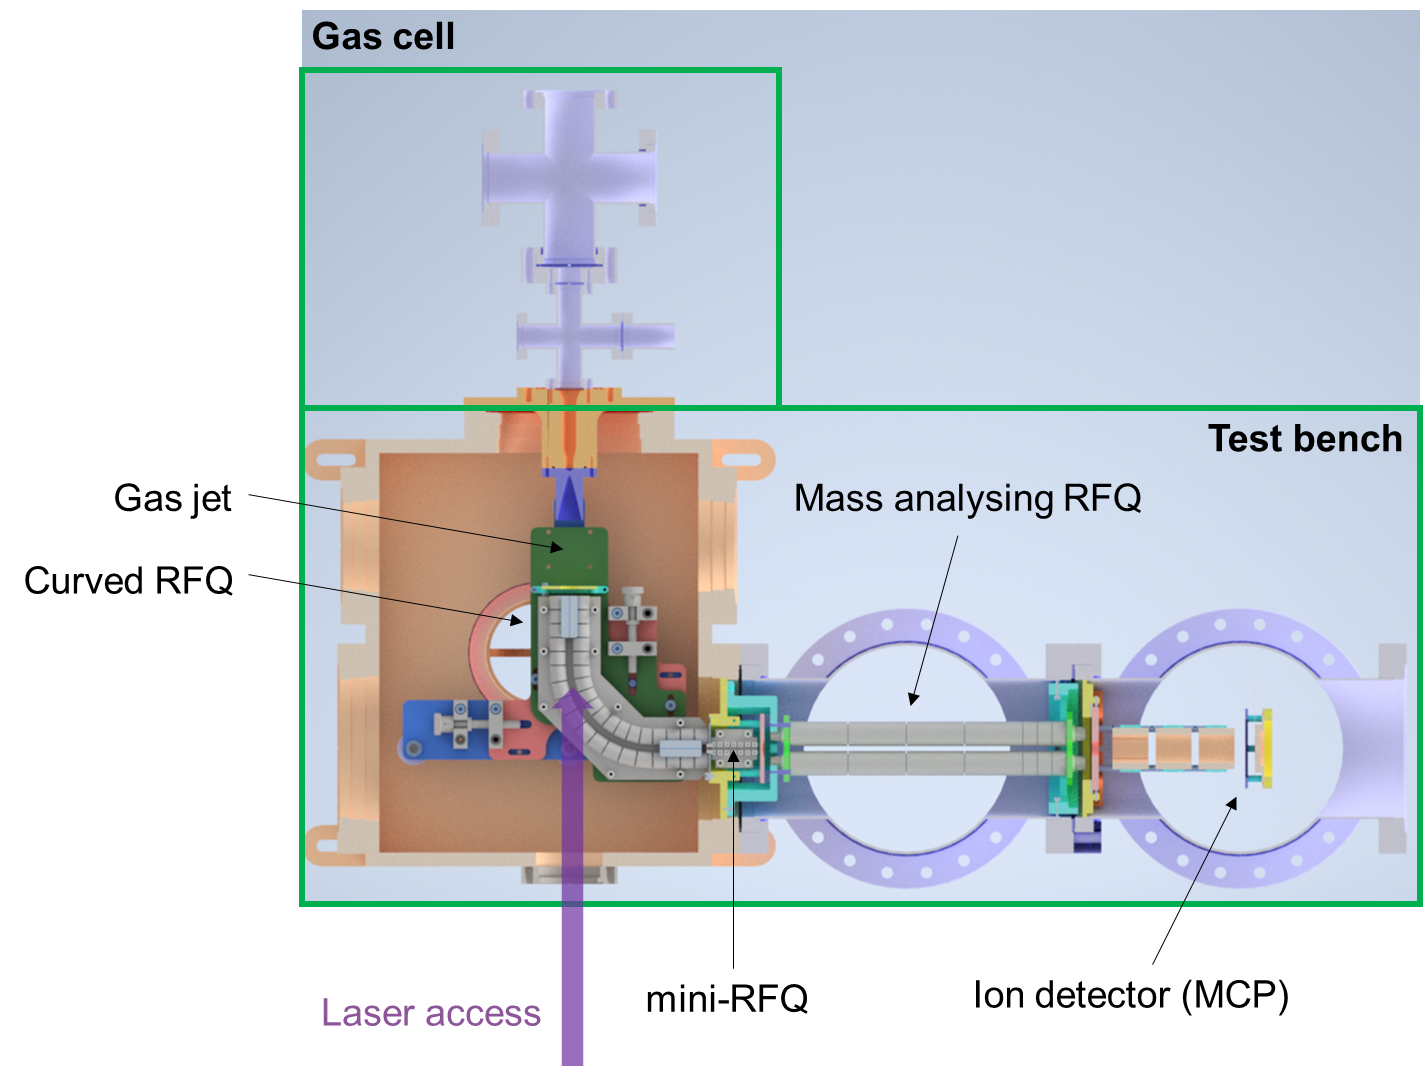 Gas cell
Test bench
Gas jet
Mass analysing RFQ
Curved RFQ
Laser access
mini-RFQ
Ion detector (MCP)